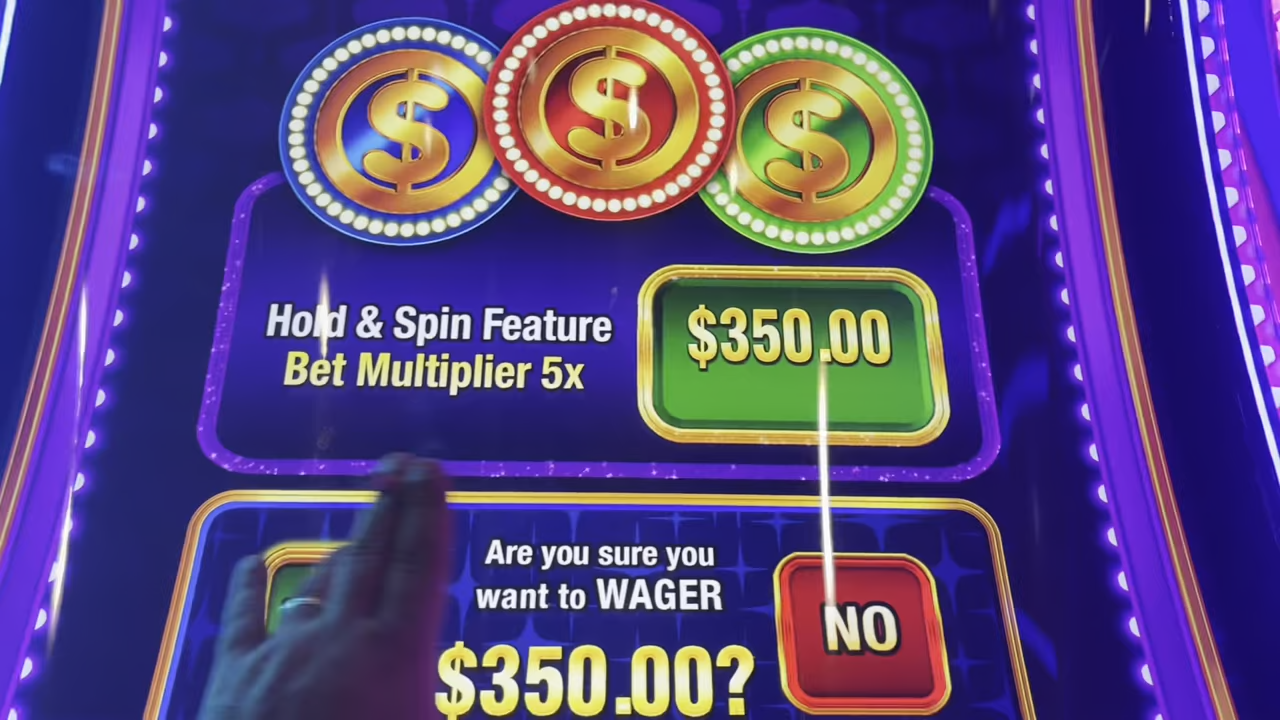 Hold & Spin Feature
Bet Multiplier 5x
$350.00
Are you sure you
want to WAGER
$350.00?
NO